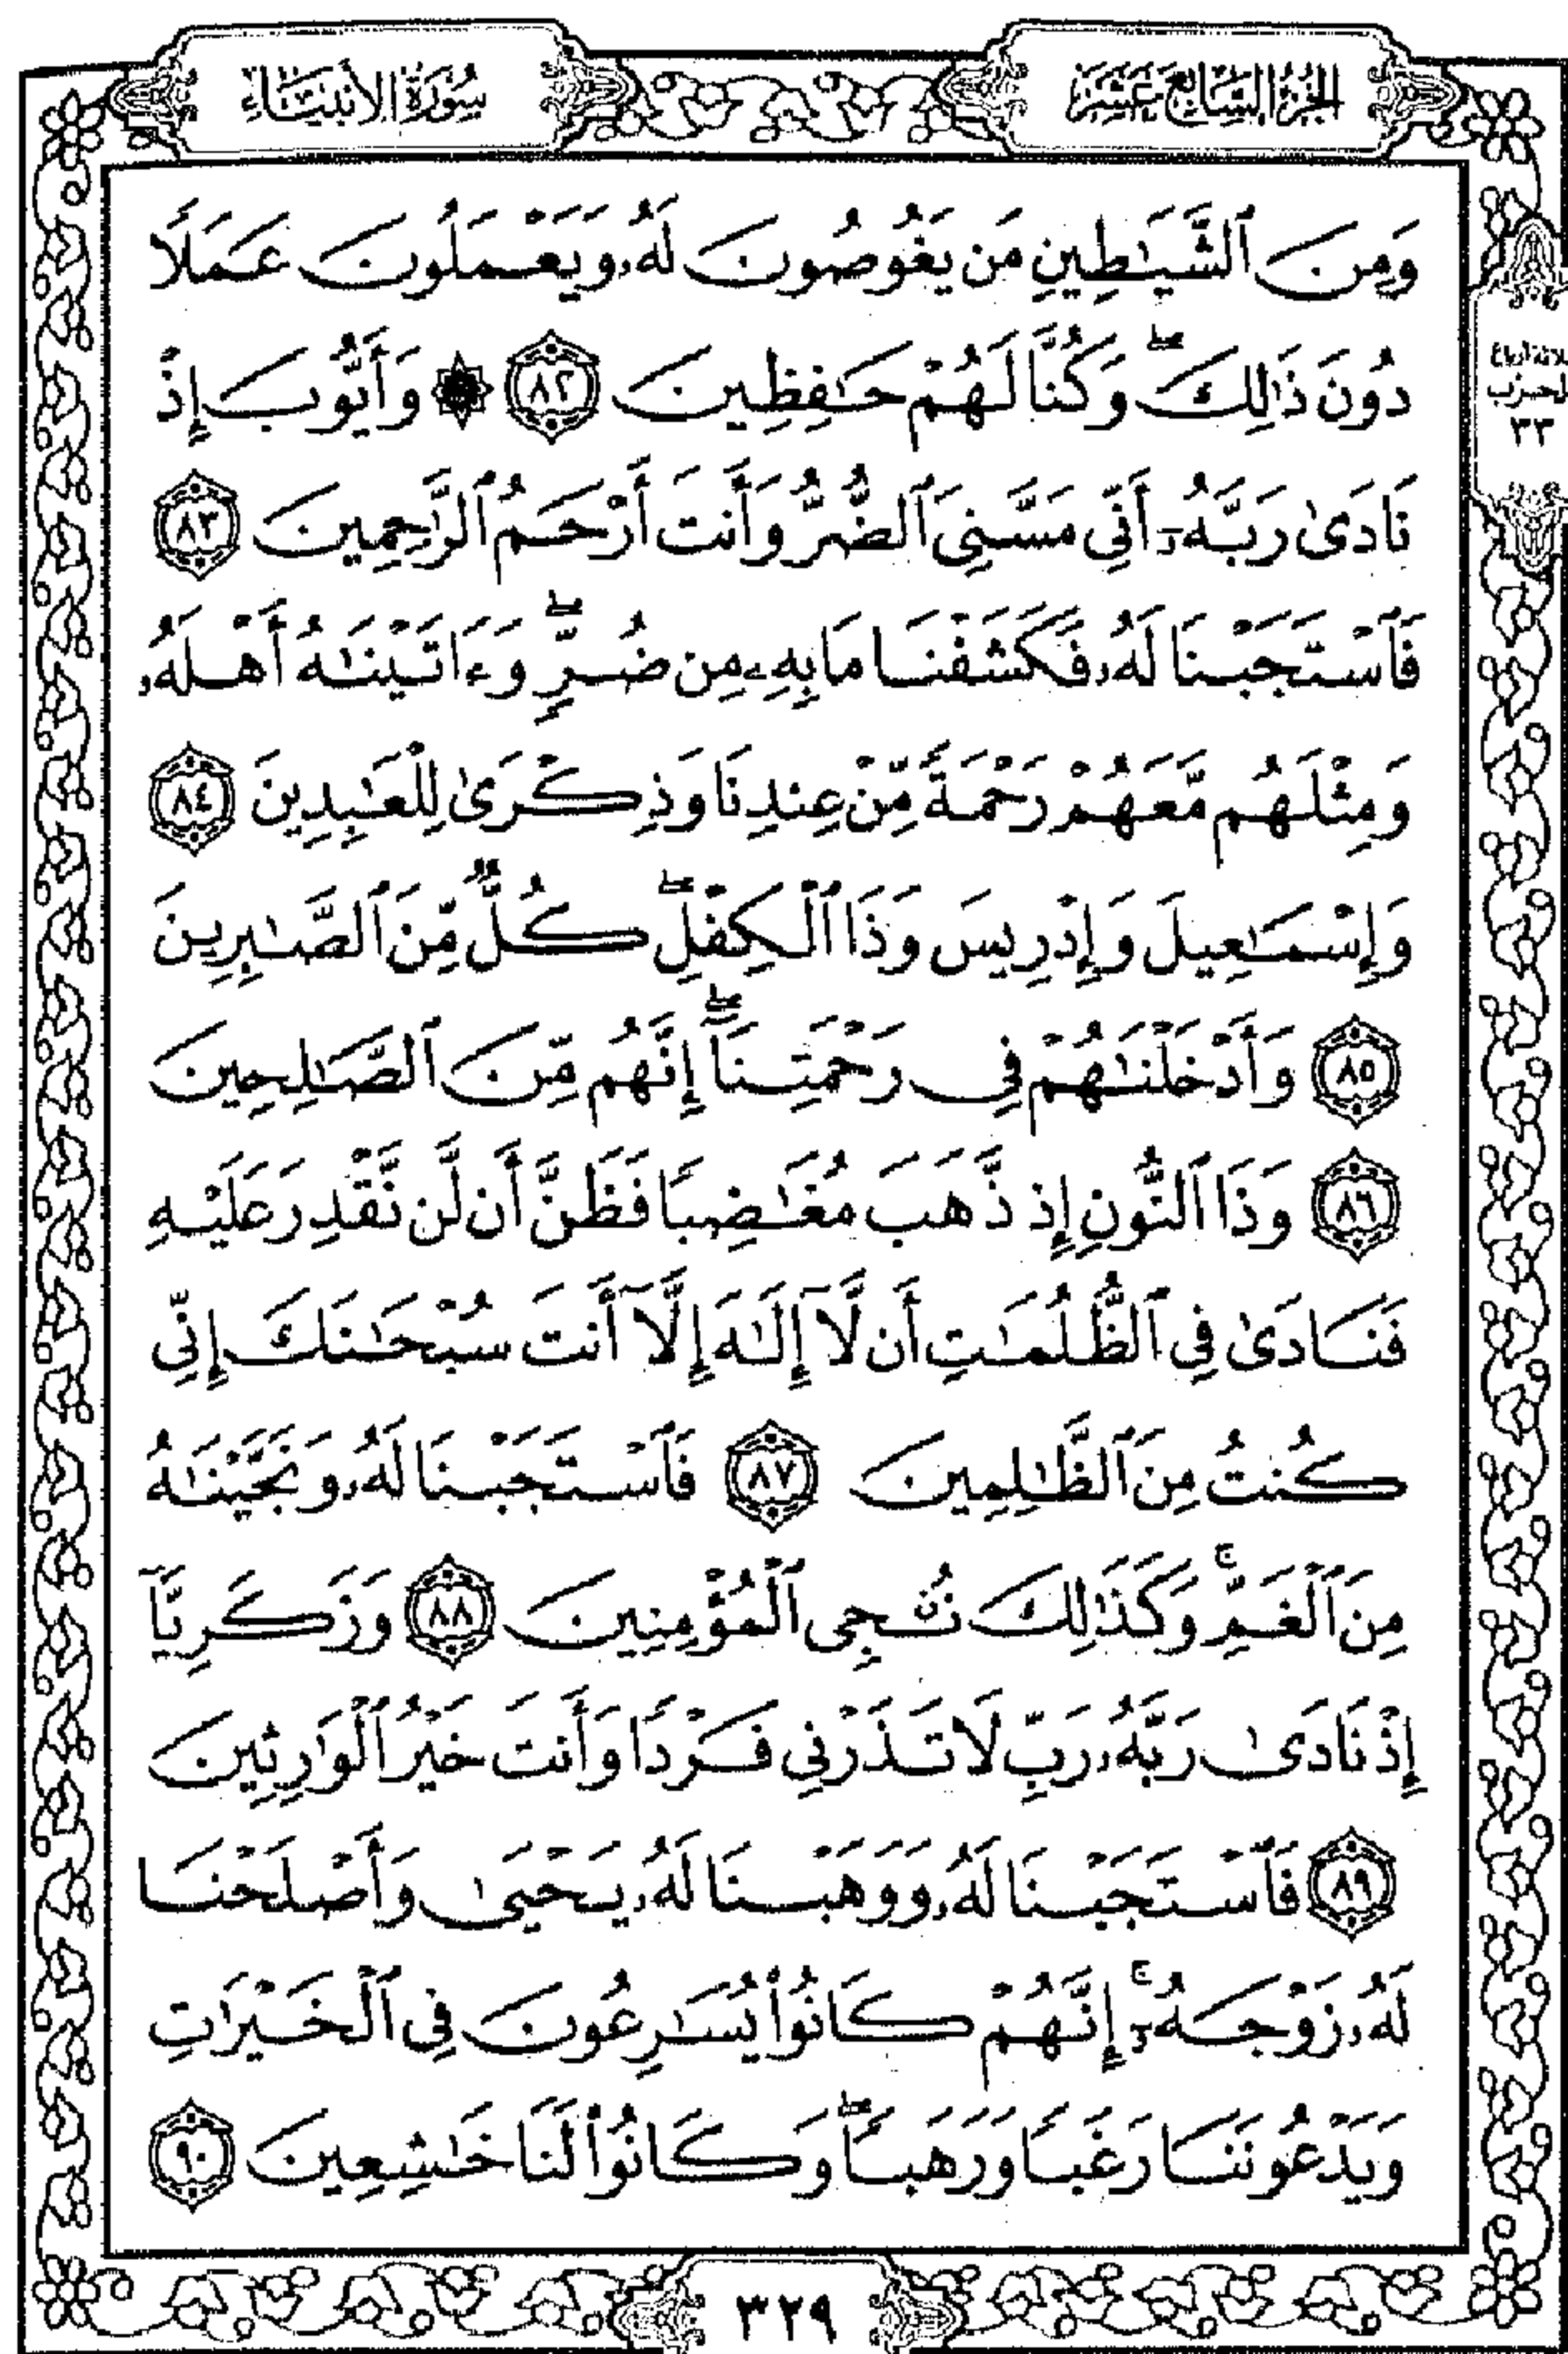 الجزء السابع عشر
سورة الأنبياء
وَمِنَ ٱلشَّيَٰطِينِ مَن يَغُوصُونَ لَهُۥ وَيَعْمَلُونَ عَمَلًا
دُونَ ذَٰلِكَ ۖ وَكُنَّا لَهُمْ حَٰفِظِينَ ٨٢ ۞ وَأَيُّوبَ إِذْ
نَادَىٰ رَبَّهُۥٓ أَنِّى مَسَّنِىَ ٱلضُّرُّ وَأَنتَ أَرْحَمُ ٱلرَّٰحِمِينَ ٨٣
فَٱسْتَجَبْنَا لَهُۥ فَكَشَفْنَا مَا بِهِۦ مِن ضُرٍّ ۖ وَءَاتَيْنَٰهُ أَهْلَهُۥ
وَمِثْلَهُم مَّعَهُمْ رَحْمَةً مِّنْ عِندِنَا وَذِكْرَىٰ لِلْعَٰبِدِينَ ٨٤
وَإِسْمَٰعِيلَ وَإِدْرِيسَ وَذَا ٱلْكِفْلِ ۖ كُلٌّ مِّنَ ٱلصَّٰبِرِينَ
٨٥ وَأَدْخَلْنَٰهُمْ فِى رَحْمَتِنَآ ۖ إِنَّهُم مِّنَ ٱلصَّٰلِحِينَ
٨٦ وَذَا ٱلنُّونِ إِذ ذَّهَبَ مُغَٰضِبًا فَظَنَّ أَن لَّن نَّقْدِرَ عَلَيْهِ
فَنَادَىٰ فِى ٱلظُّلُمَٰتِ أَن لَّآ إِلَٰهَ إِلَّآ أَنتَ سُبْحَٰنَكَ إِنِّى
كُنتُ مِنَ ٱلظَّٰلِمِينَ ٨٧ فَٱسْتَجَبْنَا لَهُۥ وَنَجَّيْنَٰهُ
مِنَ ٱلْغَمِّ ۚ وَكَذَٰلِكَ نُۨجِى ٱلْمُؤْمِنِينَ ٨٨ وَزَكَرِيَّآ
إِذْ نَادَىٰ رَبَّهُۥ رَبِّ لَا تَذَرْنِى فَرْدًا وَأَنتَ خَيْرُ ٱلْوَٰرِثِينَ
٨٩ فَٱسْتَجَبْنَا لَهُۥ وَوَهَبْنَا لَهُۥ يَحْيَىٰ وَأَصْلَحْنَا
لَهُۥ زَوْجَهُۥٓ ۚ إِنَّهُمْ كَانُوا۟ يُسَٰرِعُونَ فِى ٱلْخَيْرَٰتِ
وَيَدْعُونَنَا رَغَبًا وَرَهَبًا ۖ وَكَانُوا۟ لَنَا خَٰشِعِينَ ٩٠
٣٣
٣٢٩